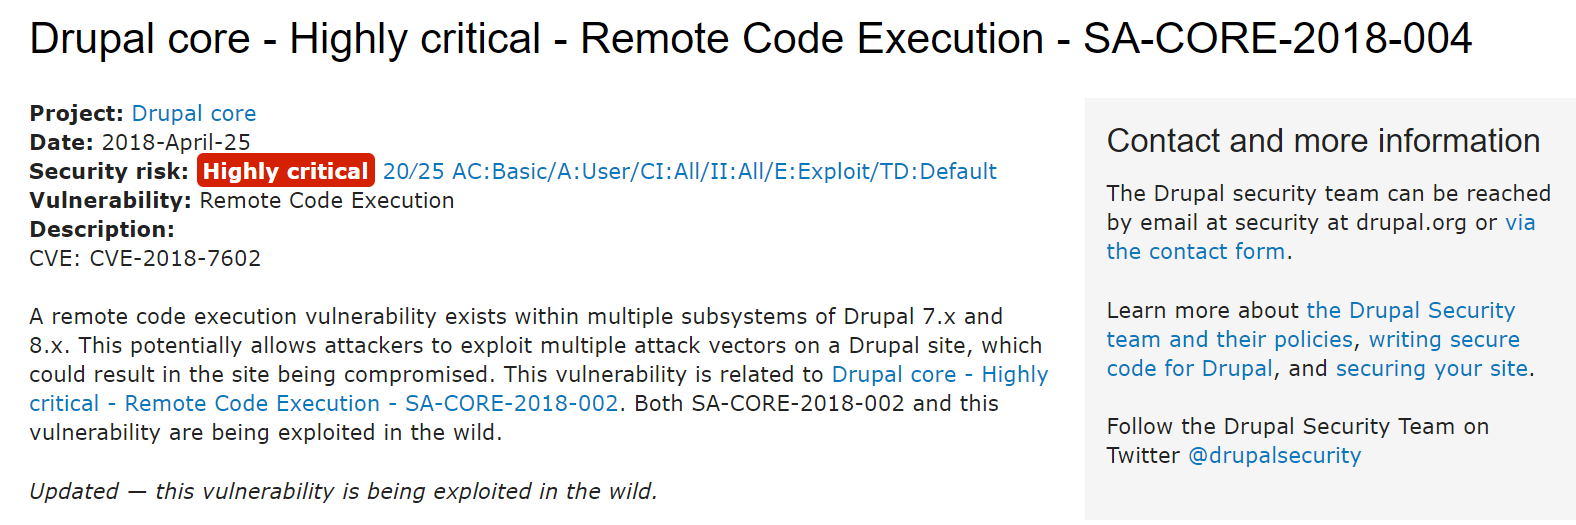 Drupal core - Highly critical - Remote Code Execution - SA-CORE-2018-004
Project: Drupal core
Date: 2018-April-25
Security risk: Highly critical 20∕25 AC:Basic/A:User/CI:All/II:All/E:Exploit/TD:Default
Vulnerability: Remote Code Execution
Description:
CVE: CVE-2018-7602
A remote code execution vulnerability exists within multiple subsystems of Drupal 7.x and
8.x. This potentially allows attackers to exploit multiple attack vectors on a Drupal site, which
could result in the site being compromised. This vulnerability is related to Drupal core - Highly
critical - Remote Code Execution - SA-CORE-2018-002. Both SA-CORE-2018-002 and this
vulnerability are being exploited in the wild.
Updated — this vulnerability is being exploited in the wild.
Contact and more information
The Drupal security team can be reached
by email at security at drupal.org or via
the contact form.
Learn more about the Drupal Security
team and their policies, writing secure
code for Drupal, and securing your site.
Follow the Drupal Security Team on
Twitter @drupalsecurity